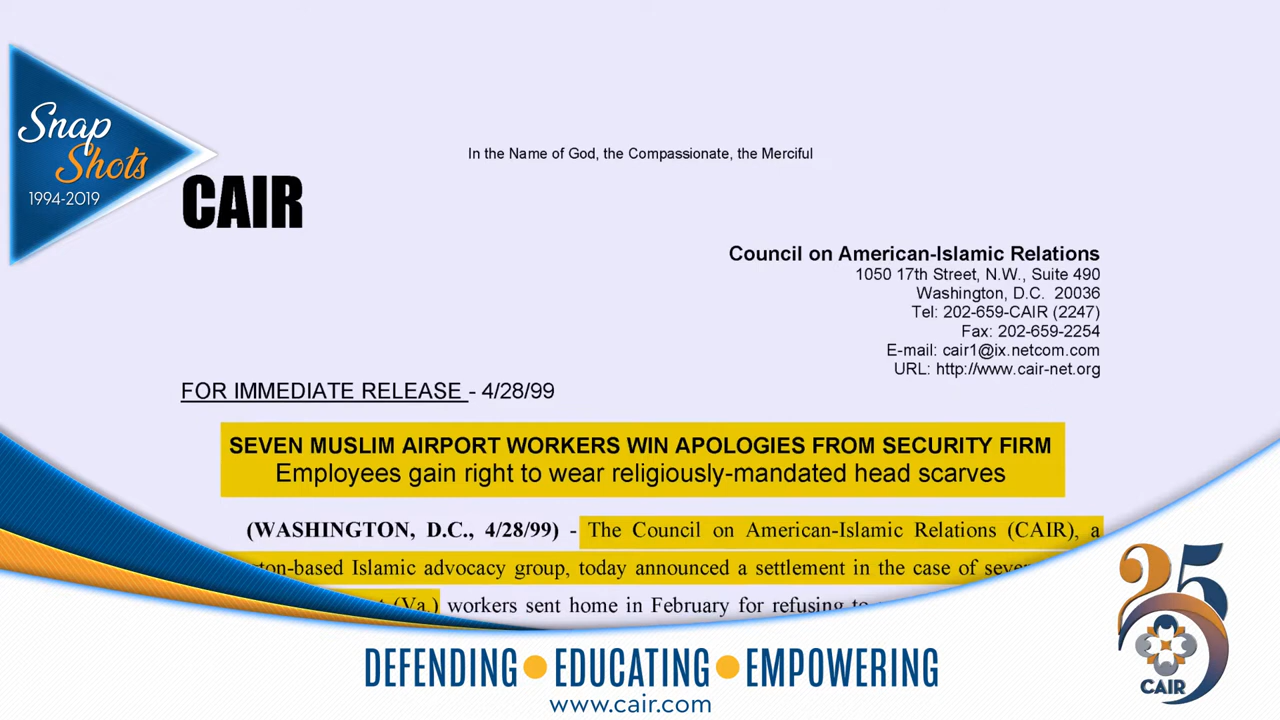 Snap
Shots
1994-2019
In the Name of God, the Compassionate, the Merciful
CAIR
Council on American-Islamic Relations
1050 17th Street, N.W., Suite 490
Washington, D.C. 20036
Tel: 202-659-CAIR (2247)
Fax: 202-659-2254
E-mail: cair1@ix.netcom.com
URL: http://www.cair-net.org
FOR IMMEDIATE RELEASE - 4/28/99
SEVEN MUSLIM AIRPORT WORKERS WIN APOLOGIES FROM SECURITY FIRM
Employees gain right to wear religiously-mandated head scarves
(WASHINGTON, D.C., 4/28/99) - The Council on American-Islamic Relations (CAIR), a
-based Islamic advocacy group, today announced a settlement in the case of
(Va.) workers sent home in February for refusing
25
CAIR
DEFENDING EDUCATING EMPOWERING
www.cair.com